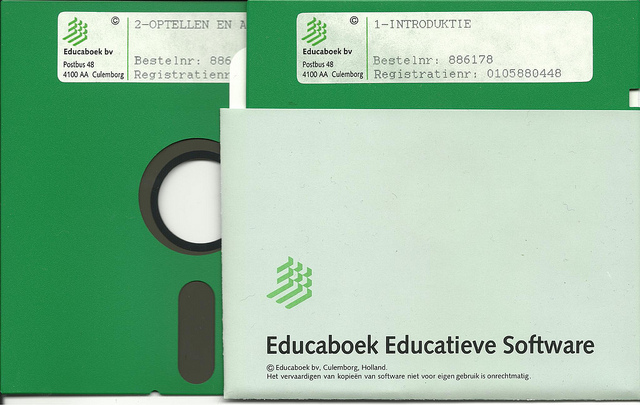 ©
2-OPTELLEN EN A
Educaboek bv
Postbus 48
4100 AA Culemborg
Bestelnr: 886
Registratienr
©
1-INTRODUKTIE
Educaboek bv
Postbus 48
4100 AA Culemborg
Bestelnr: 886178
Registratienr: 0105880448
Educaboek Educatieve Software
© Educaboek bv, Culemborg, Holland.
Het vervaardigen van kopieën van software niet voor eigen gebruik is onrechtmatig.